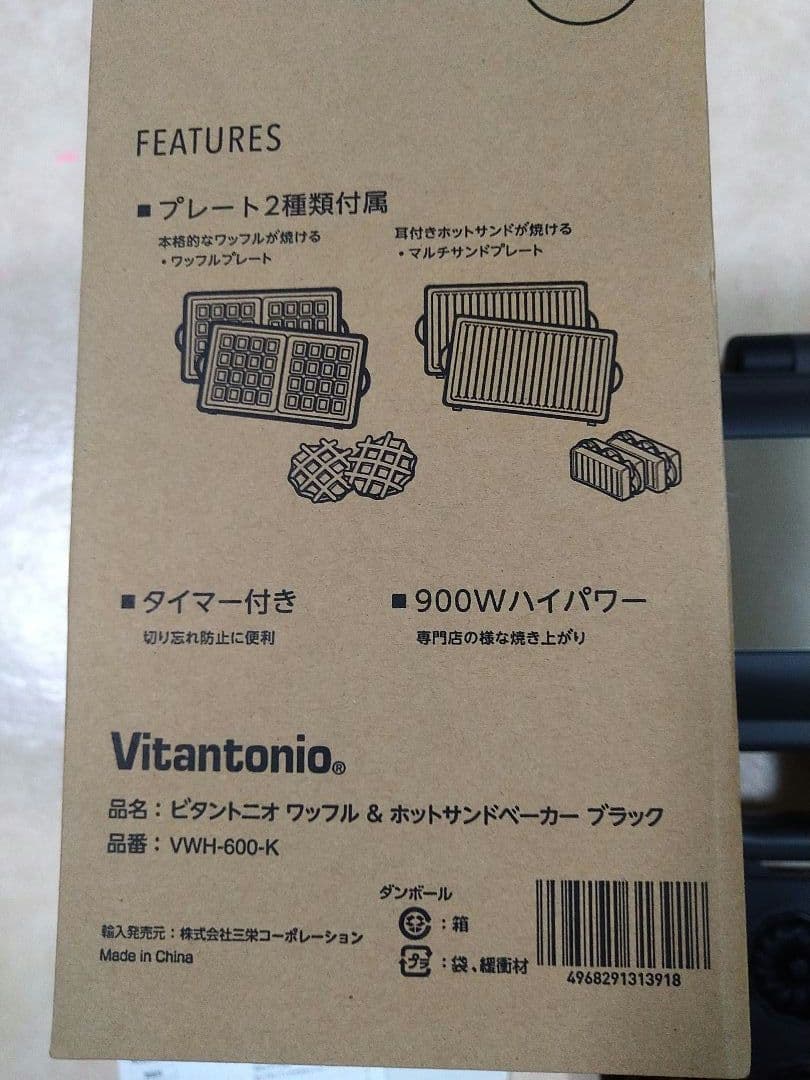 FEATURES
■ プレート2種類付属
本格的なワッフルが焼ける
・ワッフルプレート
耳付きホットサンドが焼ける
・マルチサンドプレート
■ タイマー付き
切り忘れ防止に便利
■ 900Wハイパワー
専門店の様な焼き上がり
Vitantonio®
品名：ビタントニオ ワッフル & ホットサンドベーカー ブラック
品番：VWH-600-K
輸入発売元：株式会社三栄コーポレーション
Made in China
ダンボール
：箱
プラ：袋、緩衝材
4968291313918